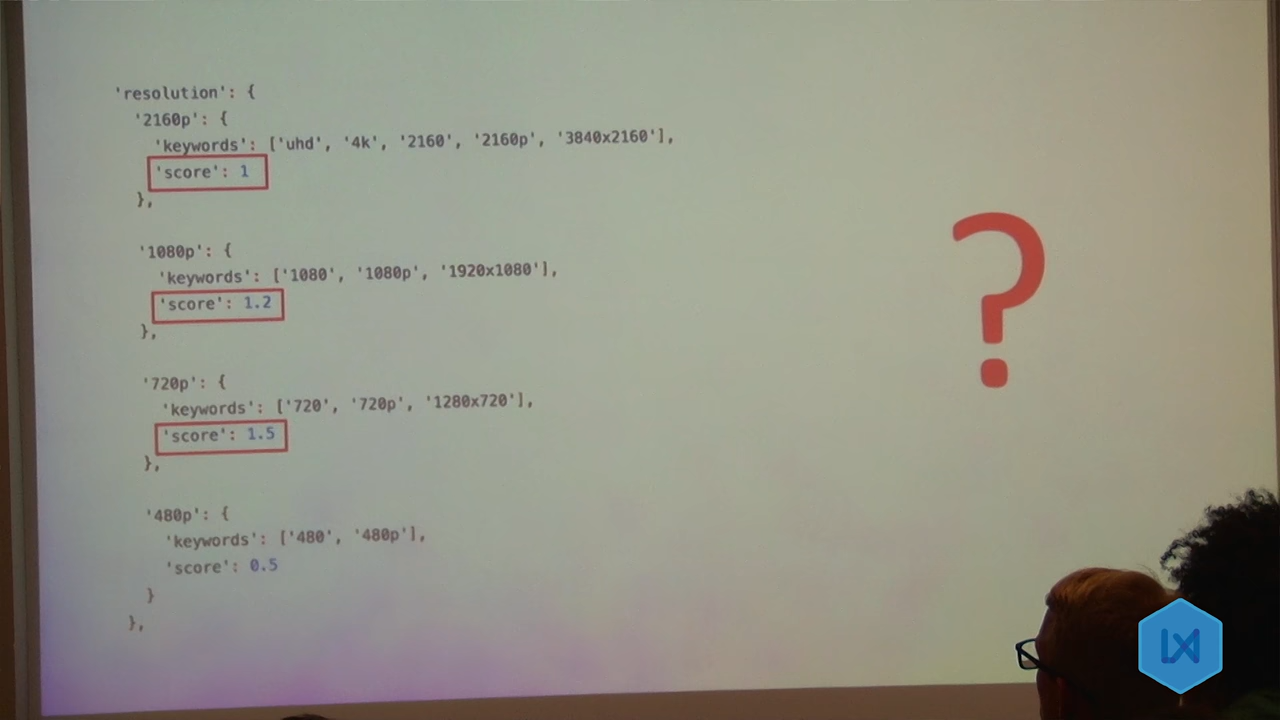 'resolution': {
'2160p': {
'keywords': ['uhd', '4k', '2160', '2160p', '3840x2160'],
'score': 1
},
'1080p': {
'keywords': ['1080', '1080p', '1920x1080'],
'score': 1.2
},
'720p': {
'keywords': ['720', '720p', '1280x720'],
'score': 1.5
},
'480p': {
'keywords': ['480', '480p'],
'score': 0.5
}
},
?
LX